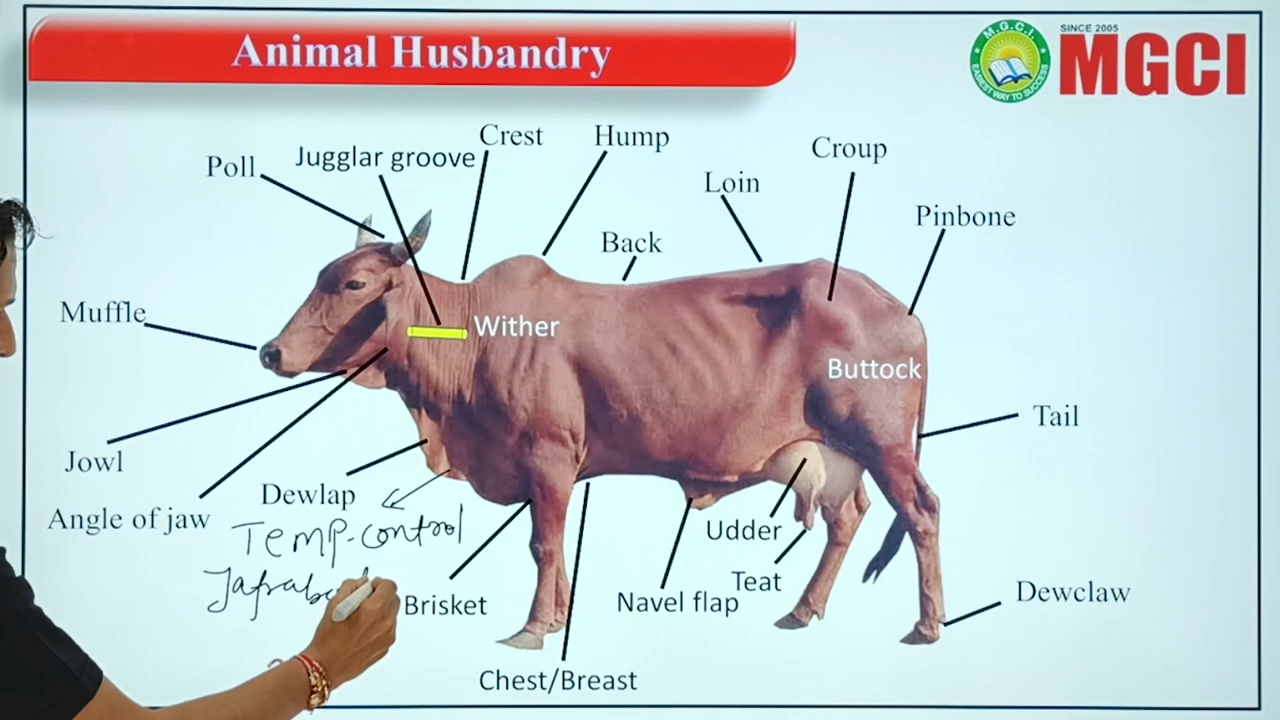 Animal Husbandry
SINCE 2005
MGCI
M.G.C.I.
EASIEST WAY TO SUCCESS
Crest
Hump
Croup
Jugglar groove
Poll
Loin
Pinbone
Back
Muffle
Wither
Buttock
Tail
Jowl
Dewlap
Angle of jaw
Temp-control
Udder
Teat
Dewclaw
Brisket
Navel flap
Chest/Breast